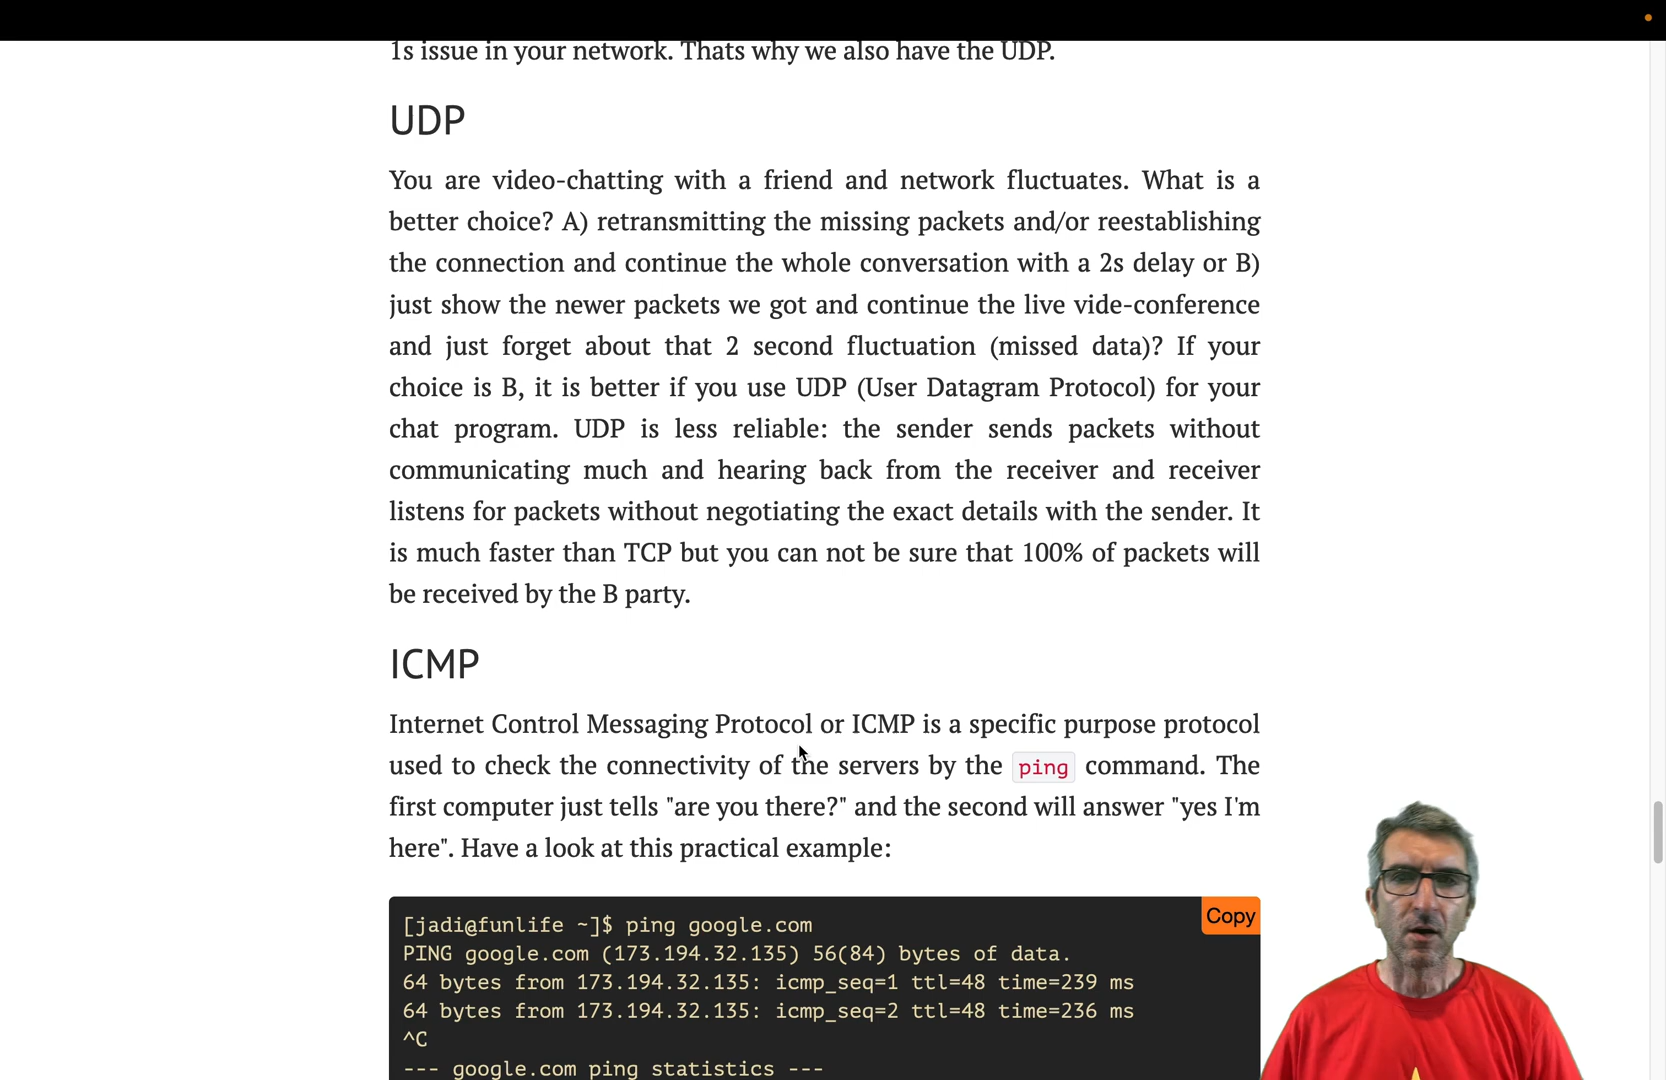 1s issue in your network. Thats why we also have the UDP.
UDP
You are video-chatting with a friend and network fluctuates. What is a
better choice? A) retransmitting the missing packets and/or reestablishing
the connection and continue the whole conversation with a 2s delay or B)
just show the newer packets we got and continue the live vide-conference
and just forget about that 2 second fluctuation (missed data)? If your
choice is B, it is better if you use UDP (User Datagram Protocol) for your
chat program. UDP is less reliable: the sender sends packets without
communicating much and hearing back from the receiver and receiver
listens for packets without negotiating the exact details with the sender. It
is much faster than TCP but you can not be sure that 100% of packets will
be received by the B party.
ICMP
Internet Control Messaging Protocol or ICMP is a specific purpose protocol
used to check the connectivity of the servers by the ping command. The
first computer just tells "are you there?" and the second will answer "yes I'm
here". Have a look at this practical example:
Copy
[jadi@funlife ~]$ ping google.com
PING google.com (173.194.32.135) 56(84) bytes of data.
64 bytes from 173.194.32.135: icmp_seq=1 ttl=48 time=239 ms
64 bytes from 173.194.32.135: icmp_seq=2 ttl=48 time=236 ms
^C
--- google.com ping statistics ---